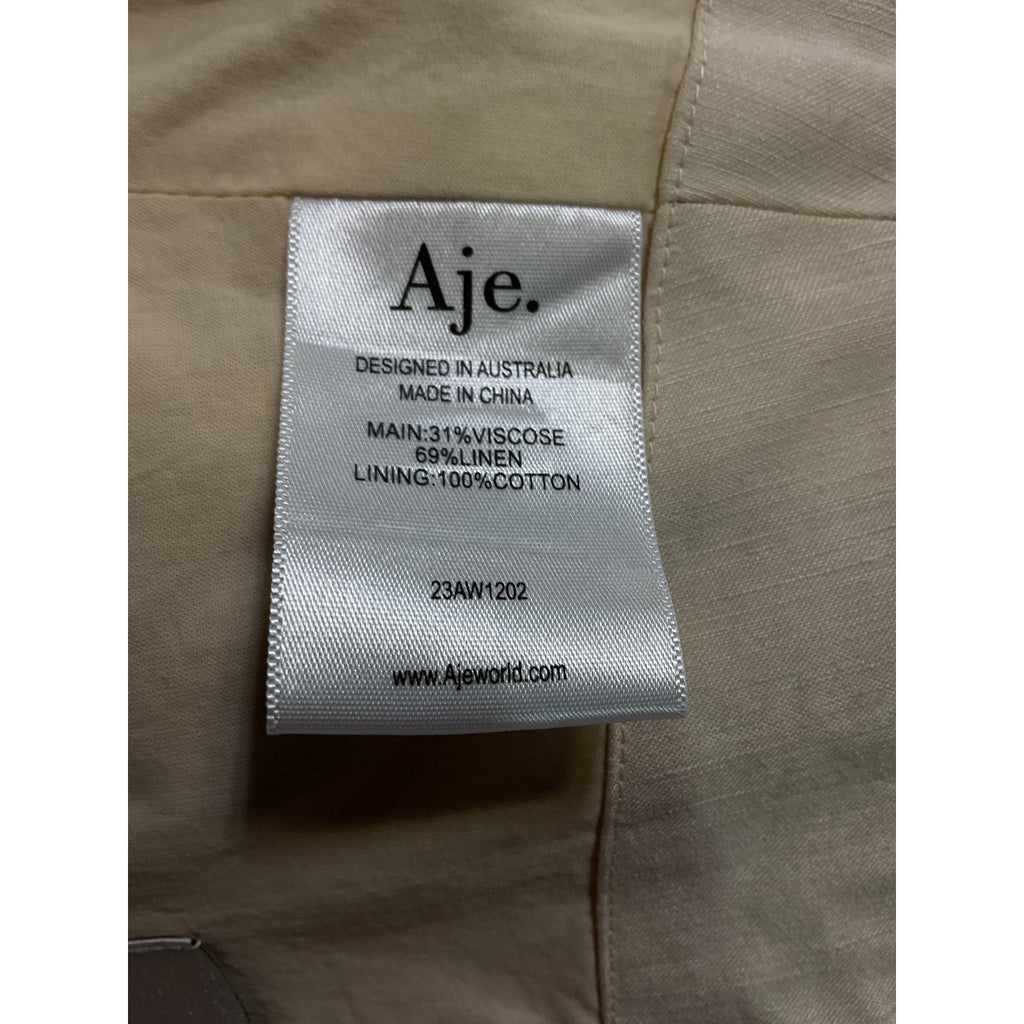 Aje.
DESIGNED IN AUSTRALIA
MADE IN CHINA
MAIN:31%VISCOSE
69%LINEN
LINING:100%COTTON
23AW1202
www.Ajeworld.com